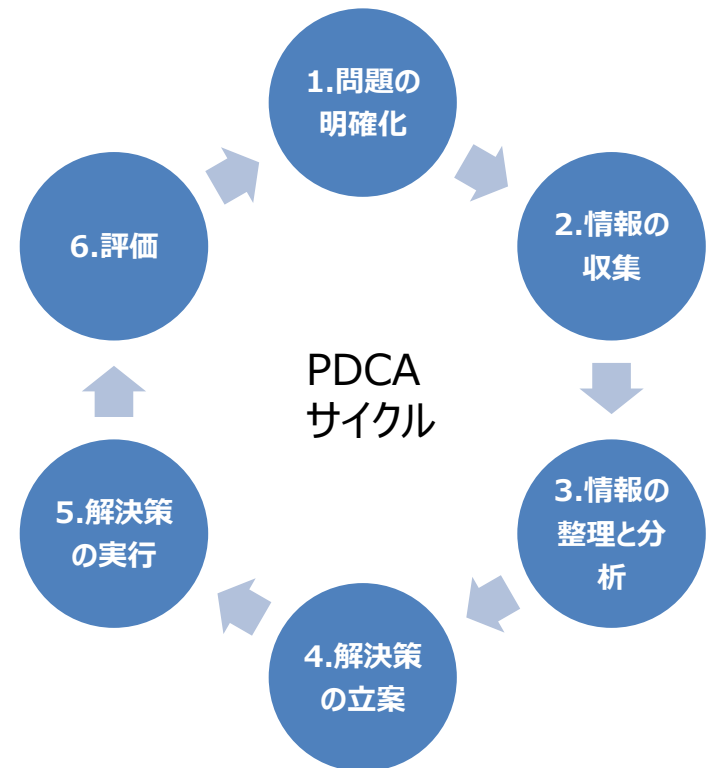 1.問題の
明確化
2.情報の
収集
3.情報の
整理と分
析
4.解決策
の立案
5.解決策
の実行
6.評価
PDCA
サイクル